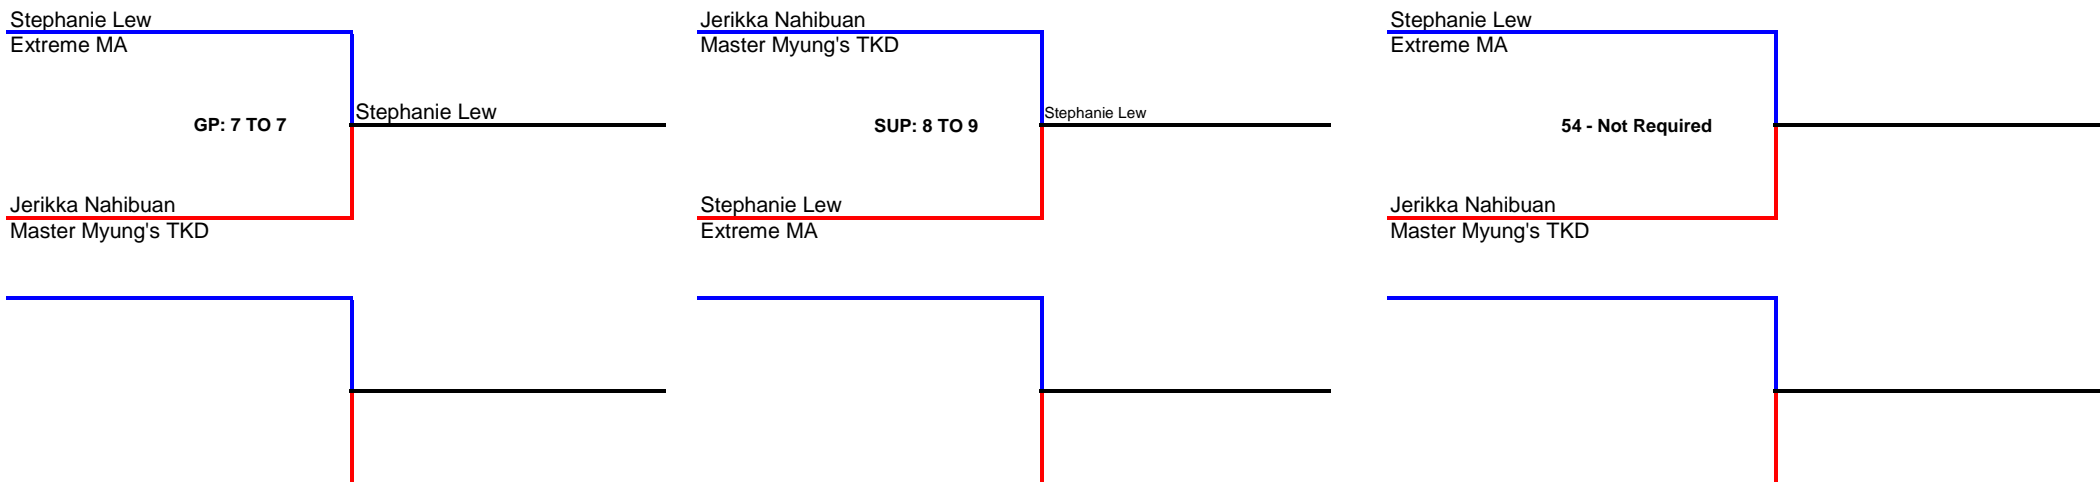 Stephanie Lew
Extreme MA
GP: 7 TO 7
Stephanie Lew
Jerikka Nahibuan
Master Myung's TKD
Jerikka Nahibuan
Master Myung's TKD
SUP: 8 TO 9
Stephanie Lew
Stephanie Lew
Extreme MA
Stephanie Lew
Extreme MA
54 - Not Required
Jerikka Nahibuan
Master Myung's TKD